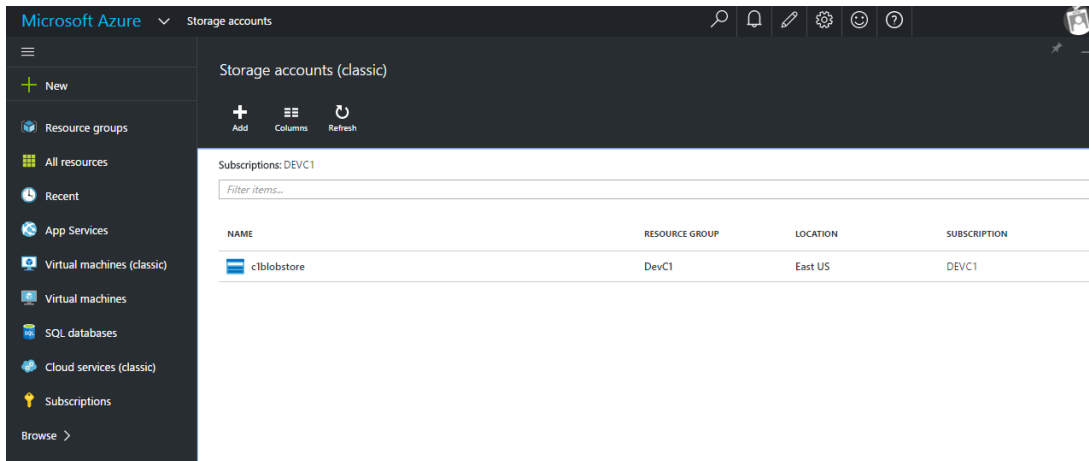 Microsoft Azure Storage accounts
New
Resource groups
All resources
Recent
App Services
Virtual machines (classic)
Virtual machines
SQL databases
Cloud services (classic)
Subscriptions
Browse
Storage accounts (classic)
Add Columns Refresh
Subscriptions: DEVC1
Filter items...
NAME RESOURCE GROUP LOCATION SUBSCRIPTION
c1blobstore DevC1 East US DEVC1